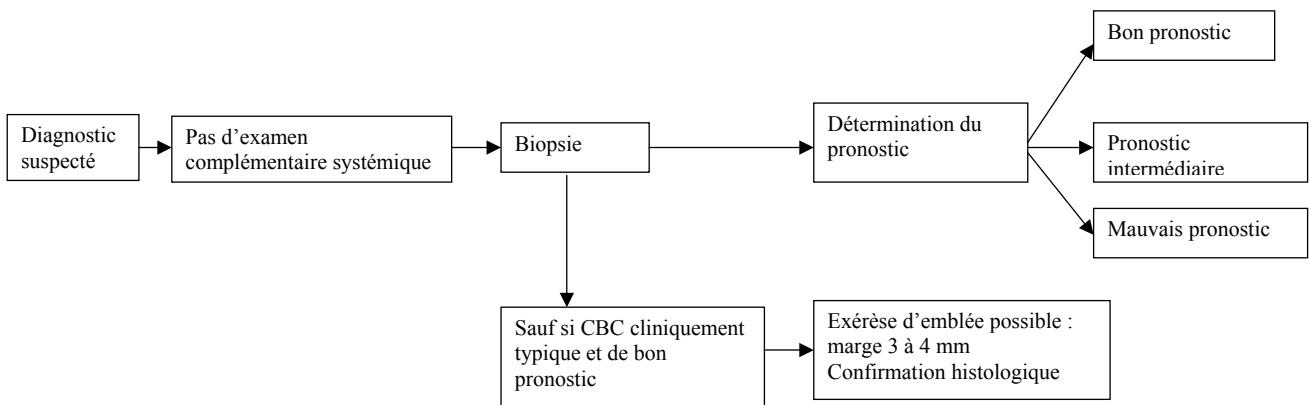 Diagnostic
suspecté
Pas d’examen
complémentaire systémique
Biopsie
Détermination du
pronostic
Bon pronostic
Pronostic
intermédiaire
Mauvais pronostic
Sauf si CBC cliniquement
typique et de bon
pronostic
Exérèse d’emblée possible :
marge 3 à 4 mm
Confirmation histologique